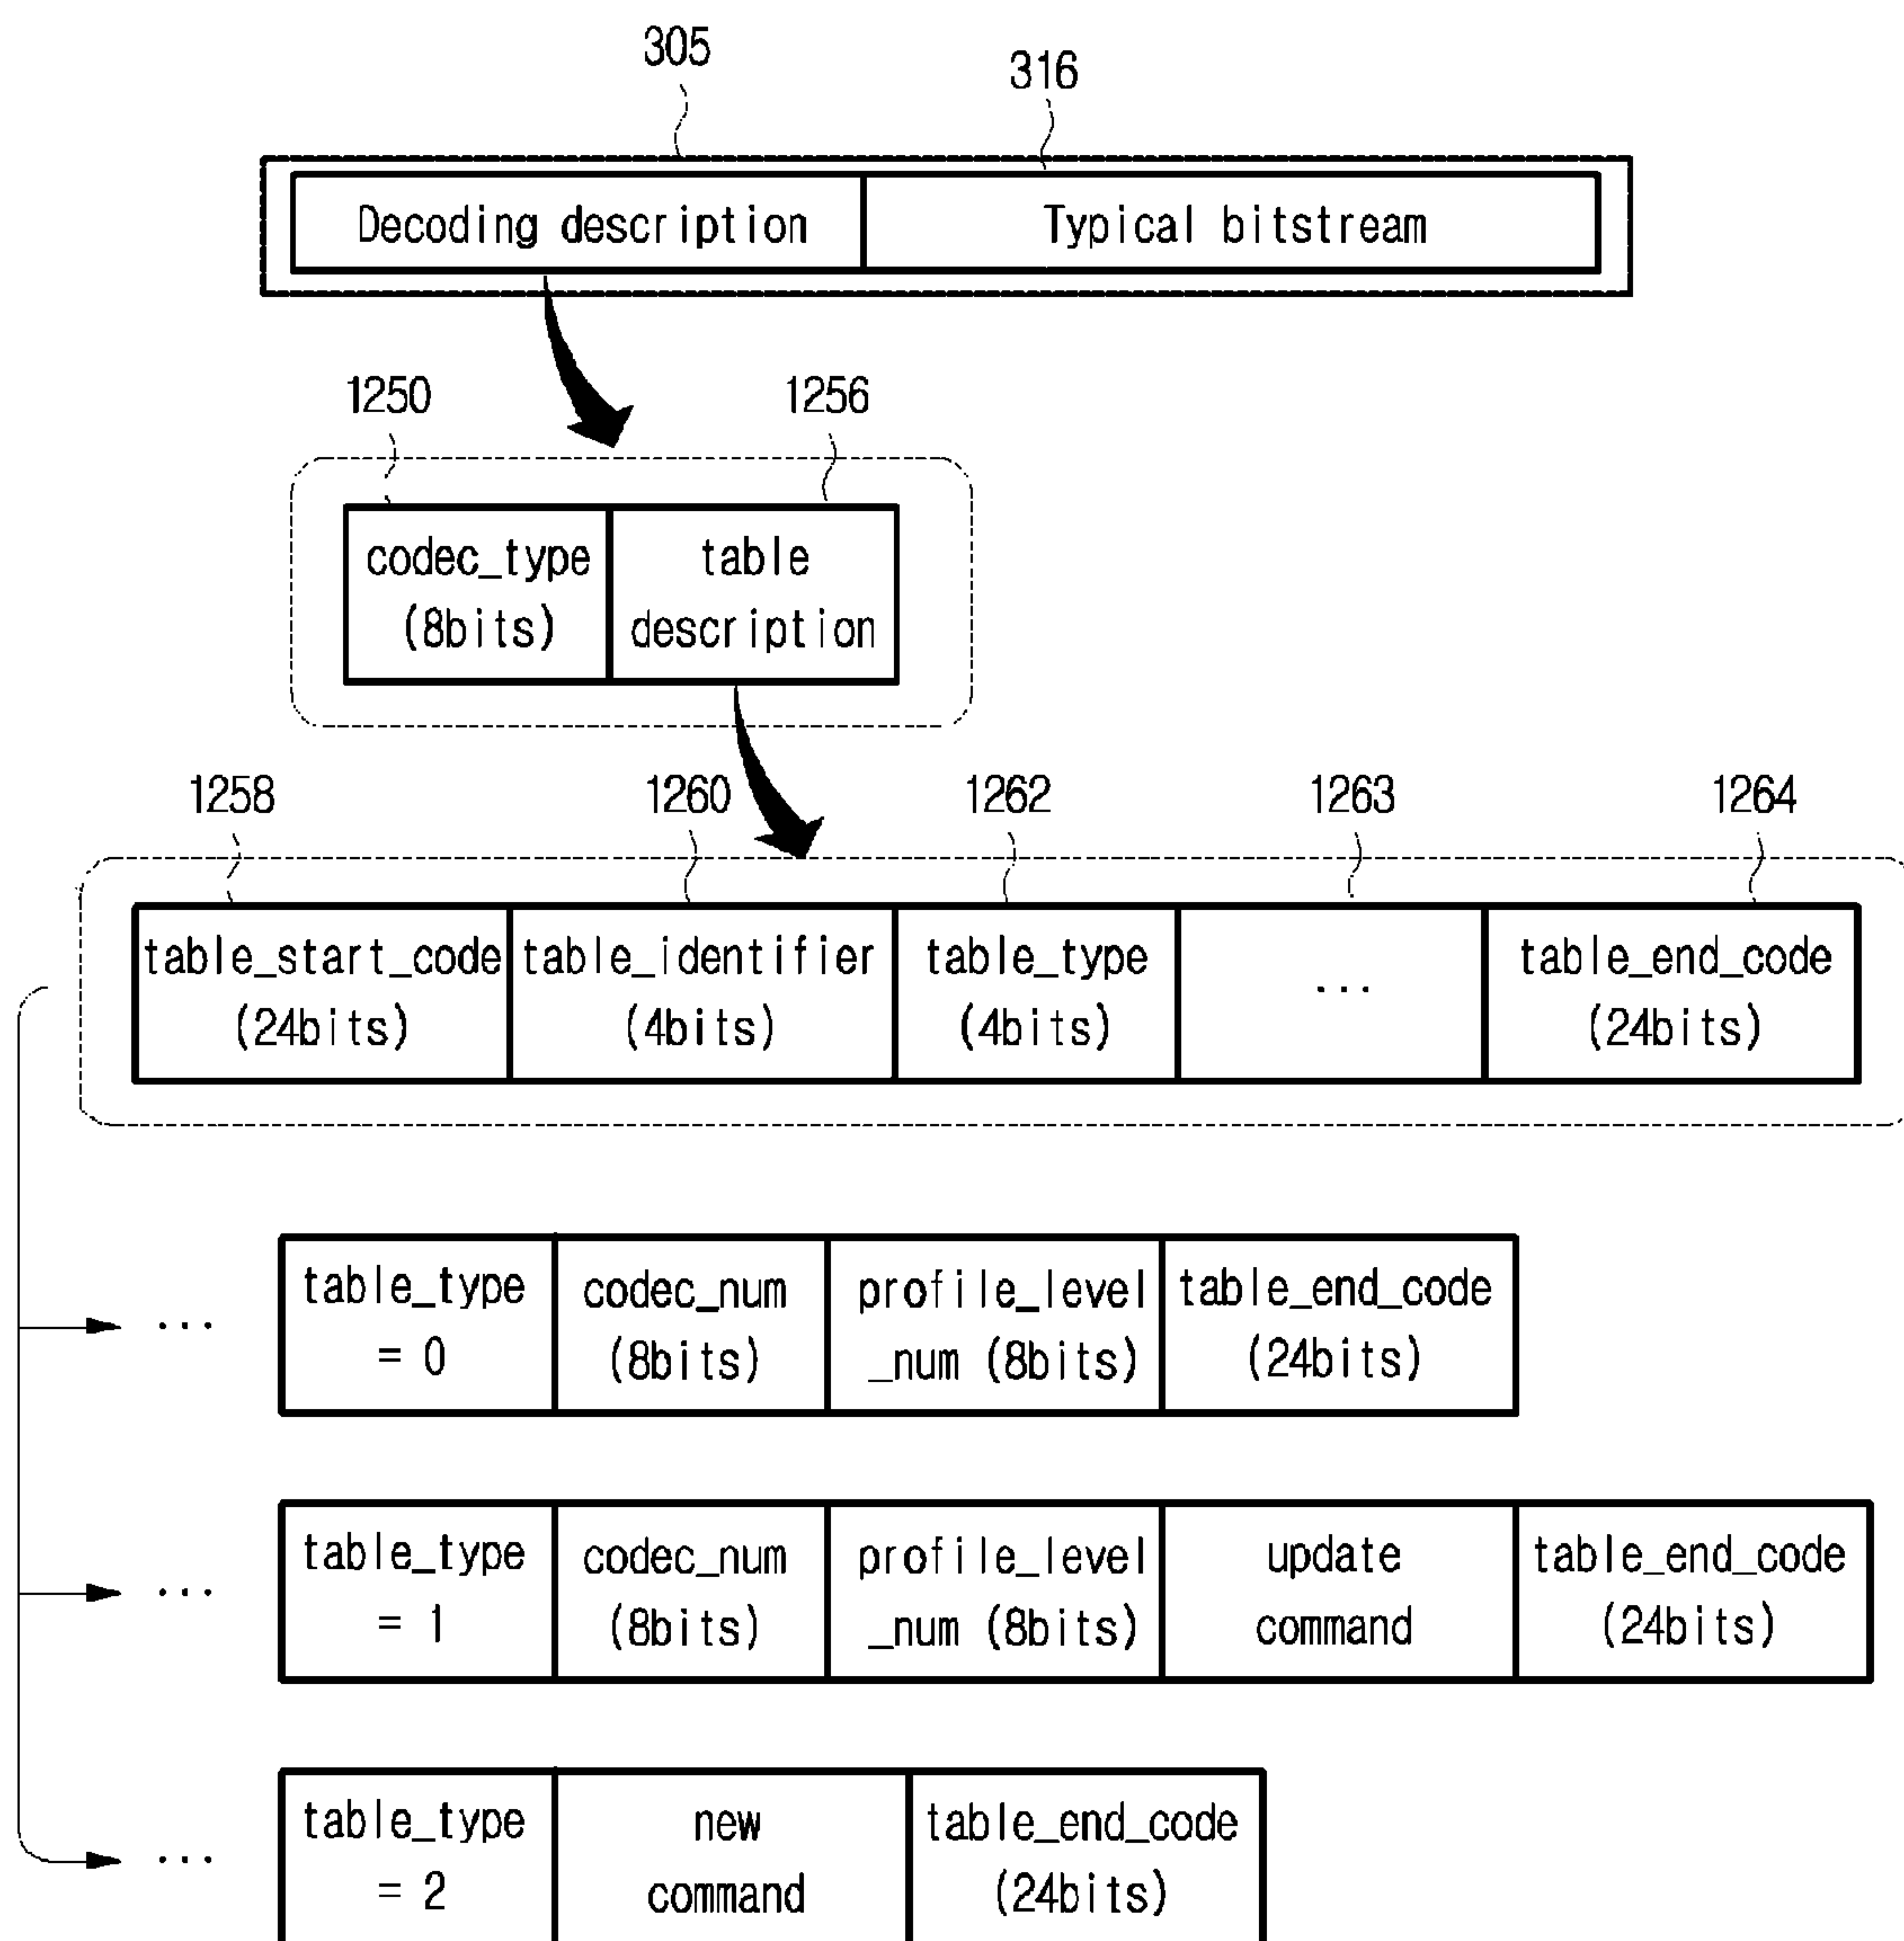 305
316
Decoding description
Typical bitstream
1250
1256
codec_type
(8bits)
table
description
1258
1260
1262
1263
1264
table_start_code
(24bits)
table_identifier
(4bits)
table_type
(4bits)
...
table_end_code
(24bits)
...
table_type
= 0
codec_num
(8bits)
profile_level
_num (8bits)
table_end_code
(24bits)
...
table_type
= 1
codec_num
(8bits)
profile_level
_num (8bits)
update
command
table_end_code
(24bits)
...
table_type
= 2
new
command
table_end_code
(24bits)